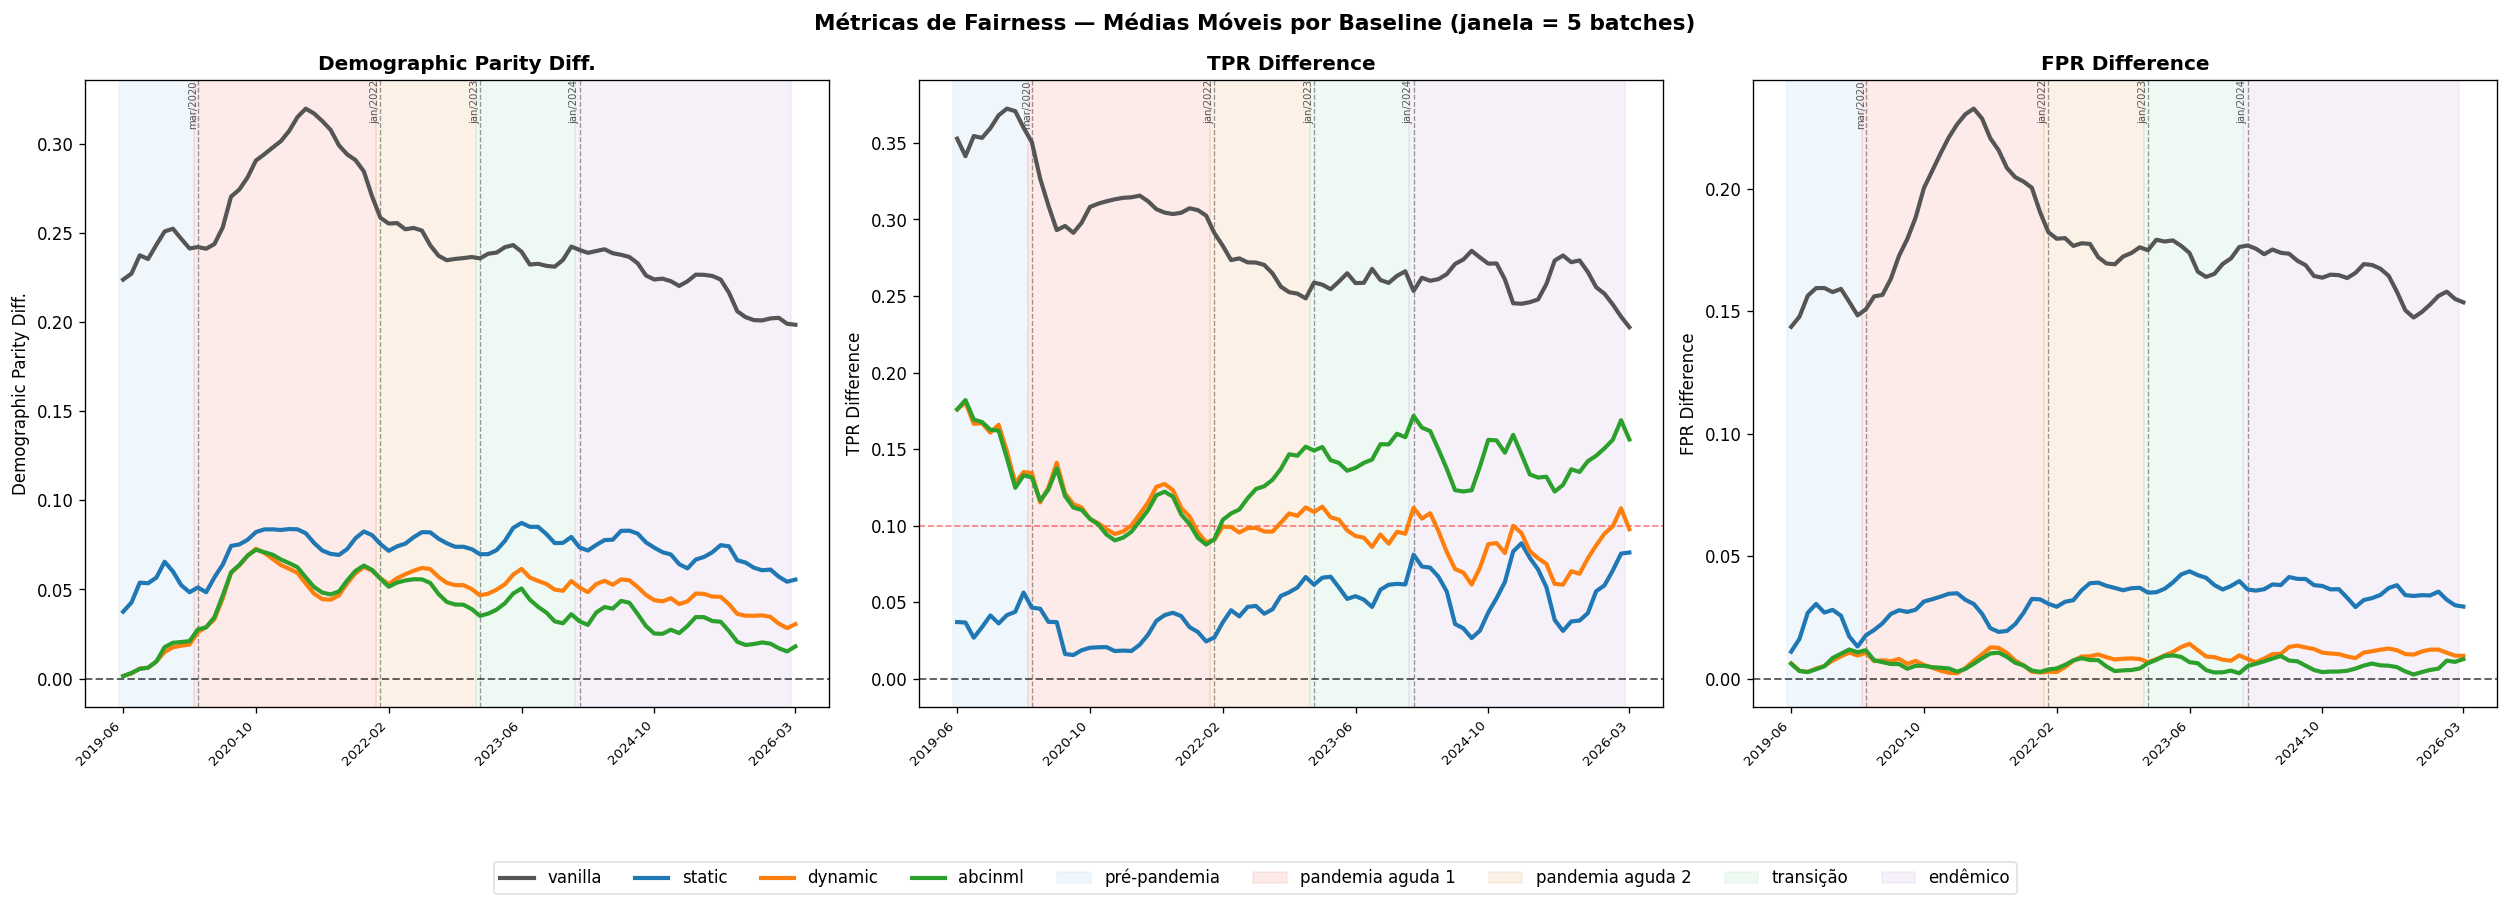 Métricas de Fairness — Médias Móveis por Baseline (janela = 5 batches)
Demographic Parity Diff.
Demographic Parity Diff.
0.30
0.25
0.20
0.15
0.10
0.05
0.00
mar/2020
jan/2022
jan/2023
jan/2024
2019-06
2020-10
2022-02
2023-06
2024-10
2026-03
TPR Difference
TPR Difference
0.35
0.30
0.25
0.20
0.15
0.10
0.05
0.00
mar/2020
jan/2022
jan/2023
jan/2024
2019-06
2020-10
2022-02
2023-06
2024-10
2026-03
FPR Difference
FPR Difference
0.20
0.15
0.10
0.05
0.00
mar/2020
jan/2022
jan/2023
jan/2024
2019-06
2020-10
2022-02
2023-06
2024-10
2026-03
vanilla static dynamic abcinml pré-pandemia pandemia aguda 1 pandemia aguda 2 transição endêmico